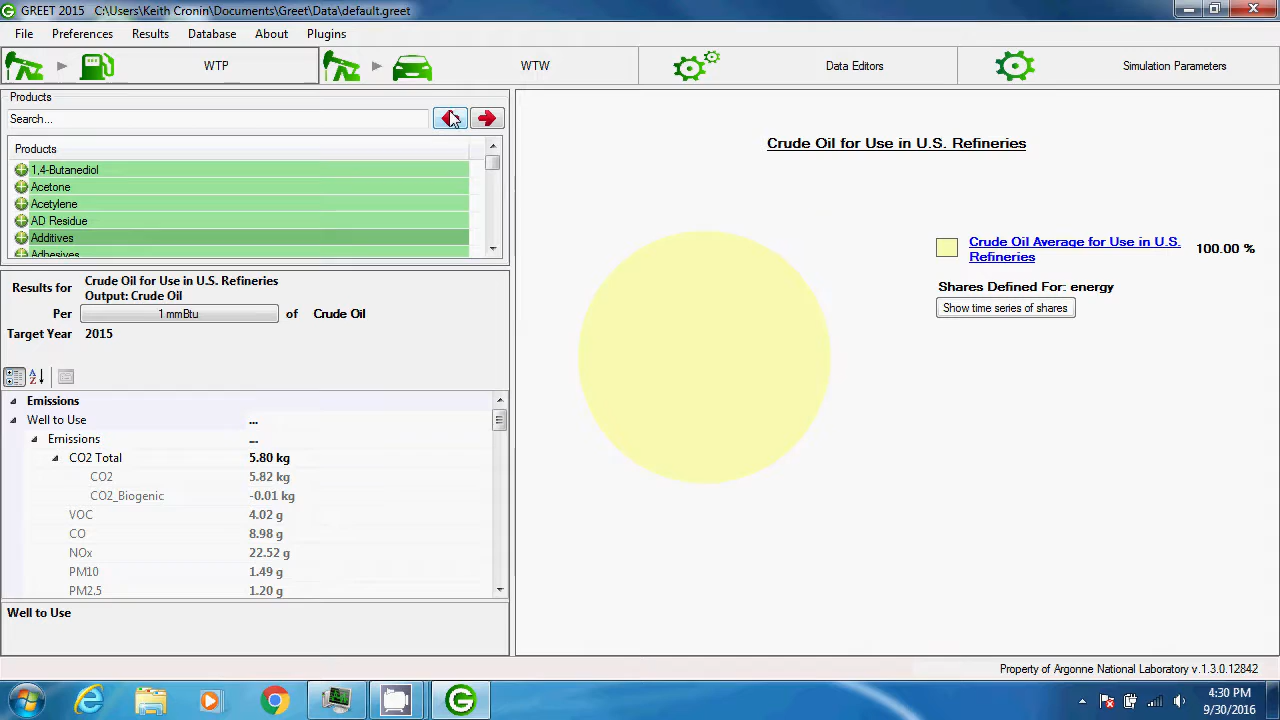 GREET 2015    C:\Users\Keith Cronin\Documents\Greet\Data\default.greet
File Preferences Results Database About Plugins
WTP WTW Data Editors Simulation Parameters
Products
Search...
Products
1,4-Butanediol
Acetone
Acetylene
AD Residue
Additives
Adhesives
Results for Crude Oil for Use in U.S. Refineries
Output: Crude Oil
Per 1 mmBtu of Crude Oil
Target Year 2015
Emissions
Well to Use ...
Emissions ...
CO2 Total 5.80 kg
CO2 5.82 kg
CO2_Biogenic -0.01 kg
VOC 4.02 g
CO 8.98 g
NOx 22.52 g
PM10 1.49 g
PM2.5 1.20 g
Well to Use
Crude Oil for Use in U.S. Refineries
Crude Oil Average for Use in U.S. 100.00 %
Refineries
Shares Defined For: energy
Show time series of shares
Property of Argonne National Laboratory v.1.3.0.12842
4:30 PM
9/30/2016